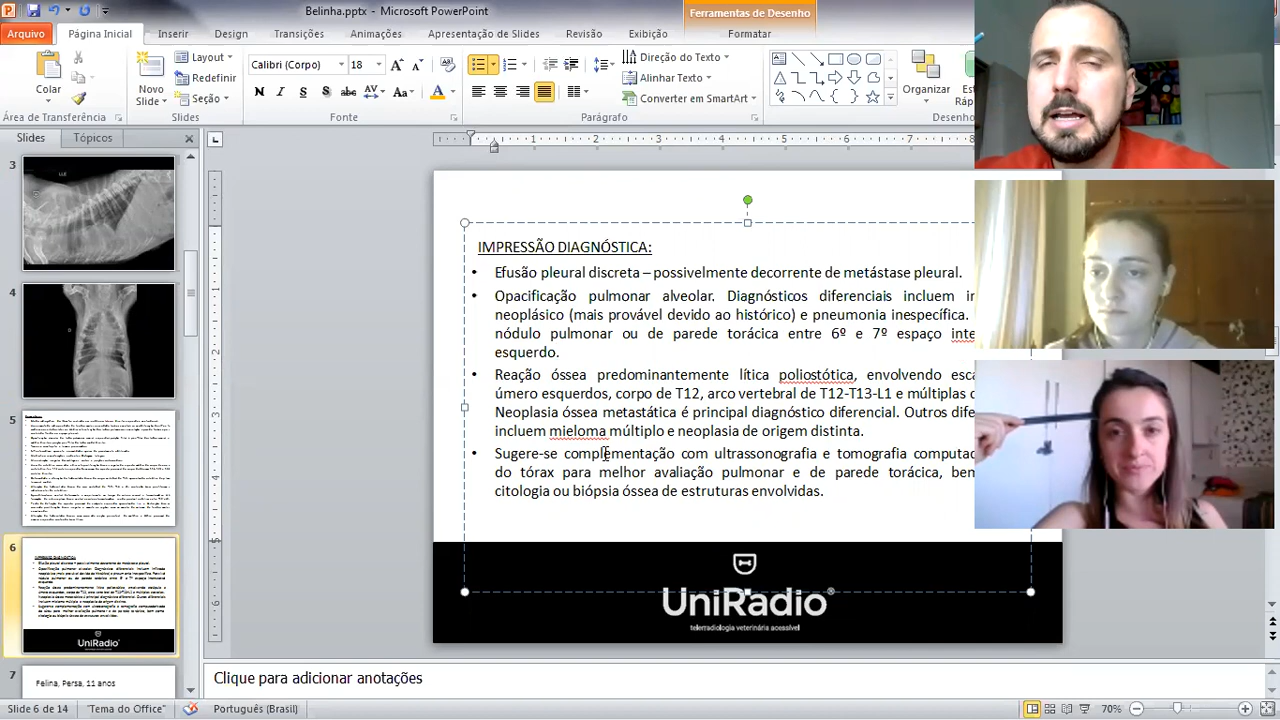 Belinha.pptx - Microsoft PowerPoint
Ferramentas de Desenho
Arquivo
Página Inicial
Inserir
Design
Transições
Animações
Apresentação de Slides
Revisão
Exibição
Formatar
Colar
Área de Transferência
Novo
Slide
Layout
Redefinir
Seção
Slides
Calibri (Corpo)
18
Fonte
Direção do Texto
Alinhar Texto
Converter em SmartArt
Parágrafo
Organizar
Desenho
Slides
Tópicos
3
4
5
6
7
Felina, Persa, 11 anos
IMPRESSÃO DIAGNÓSTICA:
• Efusão pleural discreta – possivelmente decorrente de metástase pleural.
• Opacificação pulmonar alveolar. Diagnósticos diferenciais incluem
neoplásico (mais provável devido ao histórico) e pneumonia inespecífica.
nódulo pulmonar ou de parede torácica entre 6º e 7º espaço
esquerdo.
• Reação óssea predominantemente lítica poliostótica, envolvendo
úmero esquerdos, corpo de T12, arco vertebral de T12-T13-L1 e múltiplas
Neoplasia óssea metastática é principal diagnóstico diferencial. Outros
incluem mieloma múltiplo e neoplasia de origem distinta.
• Sugere-se complementação com ultrassonografia e tomografia
do tórax para melhor avaliação pulmonar e de parede torácica,
citologia ou biópsia óssea de estruturas envolvidas.
UniRadio®
telerradiologia veterinária acessível
Clique para adicionar anotações
Slide 6 de 14
"Tema do Office"
Português (Brasil)
70%